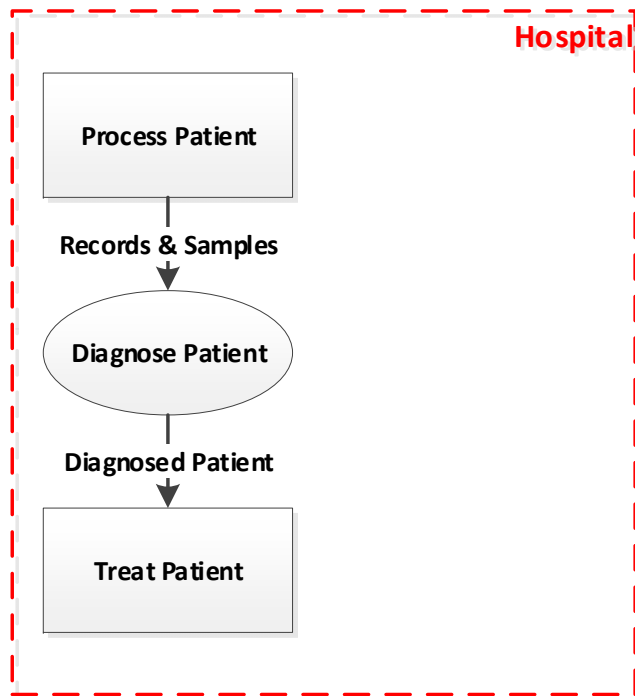 Hospital
Process Patient
Records & Samples
Diagnose Patient
Diagnosed Patient
Treat Patient